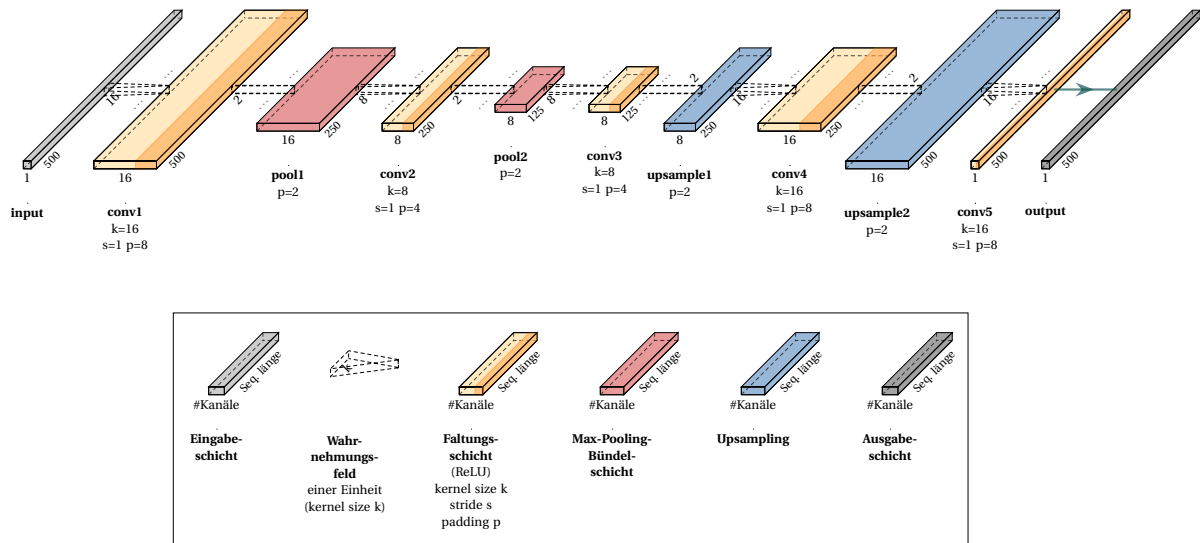 16
2
8
2
8
2
16
2
16
1
500
16
500
16
250
8
250
8
125
8
125
8
250
16
250
16
500
1
500
1
500
input
conv1
k=16
s=1 p=8
pool1
p=2
conv2
k=8
s=1 p=4
pool2
p=2
conv3
k=8
s=1 p=4
upsample1
p=2
conv4
k=16
s=1 p=8
upsample2
p=2
conv5
k=16
s=1 p=8
output
#Kanäle
Seq. länge
Eingabe-
schicht
Wahr-
nehmungs-
feld
einer Einheit
(kernel size k)
#Kanäle
Seq. länge
Faltungs-
schicht
(ReLU)
kernel size k
stride s
padding p
#Kanäle
Seq. länge
Max-Pooling-
Bündel-
schicht
#Kanäle
Seq. länge
Upsampling
#Kanäle
Seq. länge
Ausgabe-
schicht